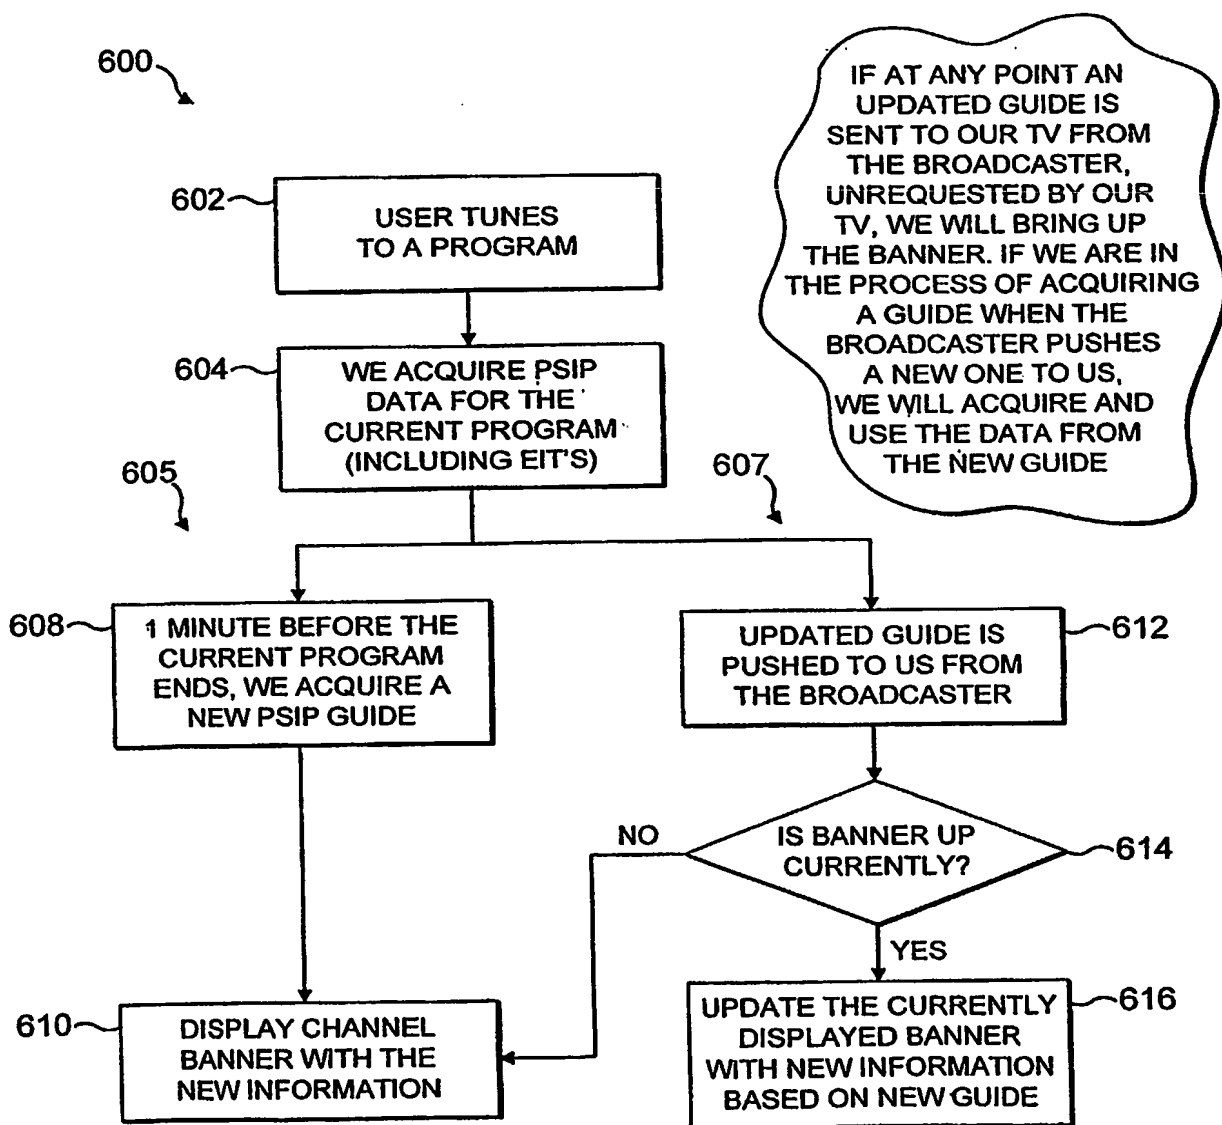 600
IF AT ANY POINT AN
UPDATED GUIDE IS
SENT TO OUR TV FROM
THE BROADCASTER,
UNREQUESTED BY OUR
TV, WE WILL BRING UP
THE BANNER. IF WE ARE IN
THE PROCESS OF ACQUIRING
A GUIDE WHEN THE
BROADCASTER PUSHES
A NEW ONE TO US,
WE WILL ACQUIRE AND
USE THE DATA FROM
THE NEW GUIDE
602
USER TUNES
TO A PROGRAM
604
WE ACQUIRE PSIP
DATA FOR THE
CURRENT PROGRAM
(INCLUDING EIT'S)
605
607
608
1 MINUTE BEFORE THE
CURRENT PROGRAM
ENDS, WE ACQUIRE A
NEW PSIP GUIDE
UPDATED GUIDE IS
PUSHED TO US FROM
THE BROADCASTER
612
NO
IS BANNER UP
CURRENTLY?
614
YES
610
DISPLAY CHANNEL
BANNER WITH THE
NEW INFORMATION
UPDATE THE CURRENTLY
DISPLAYED BANNER
WITH NEW INFORMATION
BASED ON NEW GUIDE
616